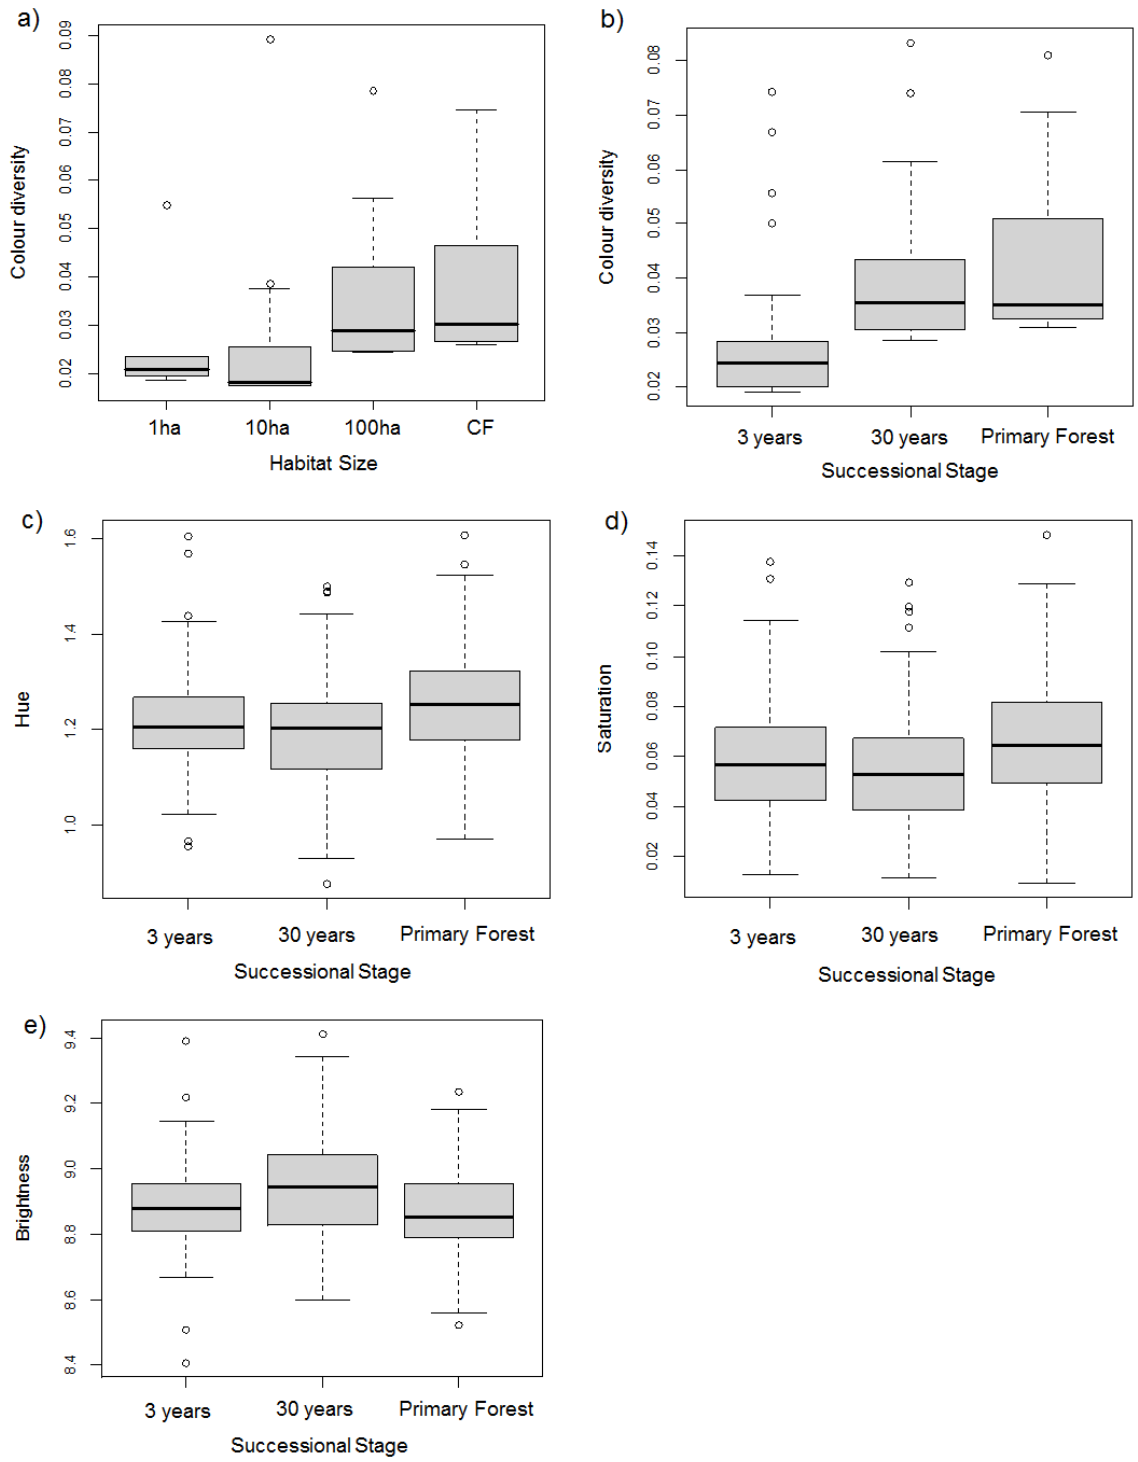 a)
Colour diversity
0.09
0.08
0.07
0.06
0.05
0.04
0.03
0.02
1ha 10ha 100ha CF
Habitat Size
b)
Colour diversity
0.08
0.07
0.06
0.05
0.04
0.03
0.02
3 years 30 years Primary Forest
Successional Stage
c)
Hue
1.6
1.4
1.2
1.0
3 years 30 years Primary Forest
Successional Stage
d)
Saturation
0.14
0.12
0.10
0.08
0.06
0.04
0.02
3 years 30 years Primary Forest
Successional Stage
e)
Brightness
9.4
9.2
9.0
8.8
8.6
8.4
3 years 30 years Primary Forest
Successional Stage